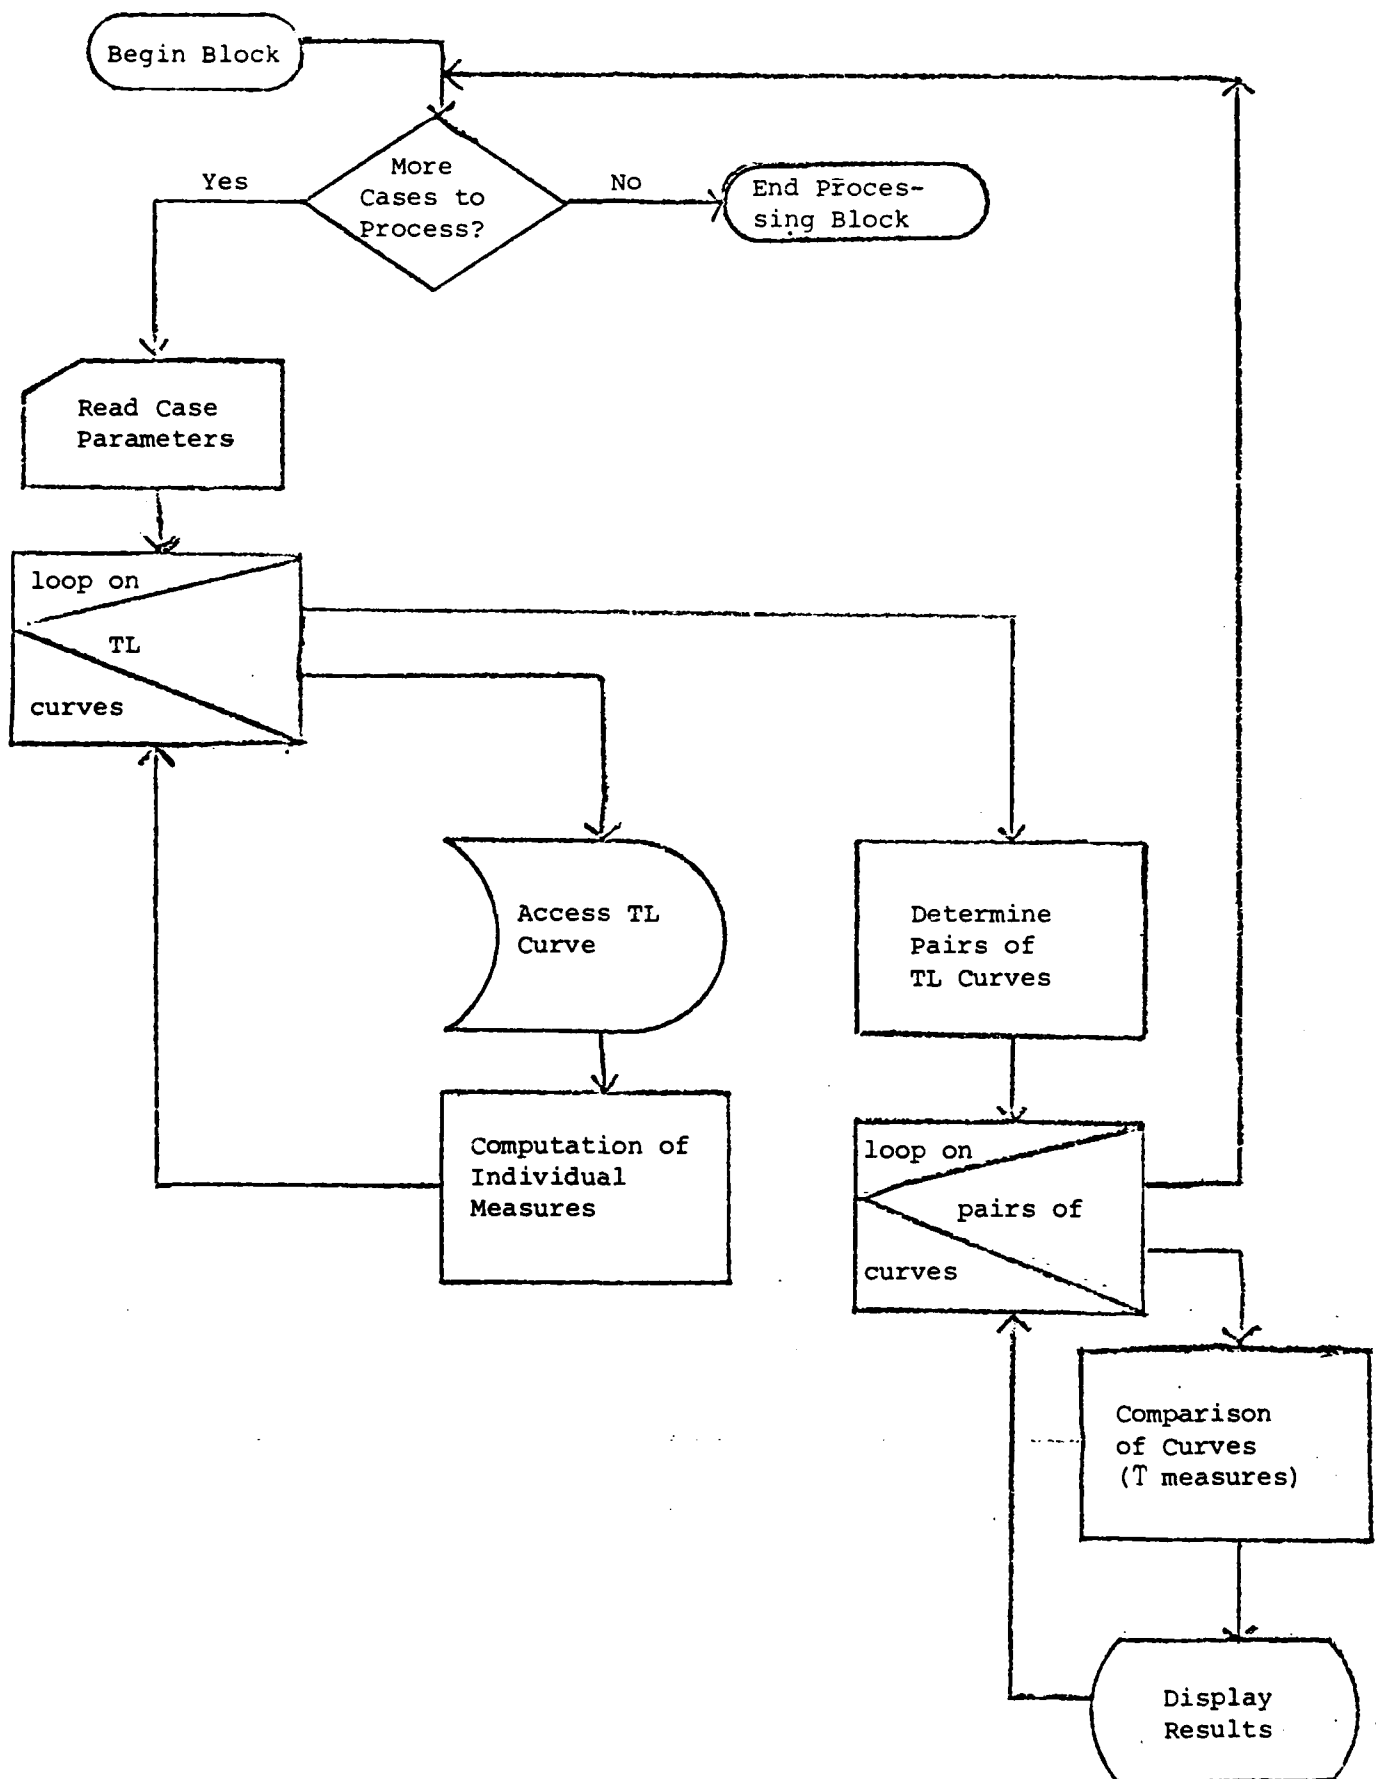 Begin Block
More
Cases to
Process?
Yes
No
End Proces-
sing Block
Read Case
Parameters
loop on
TL
curves
Access TL
Curve
Computation of
Individual
Measures
Determine
Pairs of
TL Curves
loop on
pairs of
curves
Comparison
of Curves
(T measures)
Display
Results